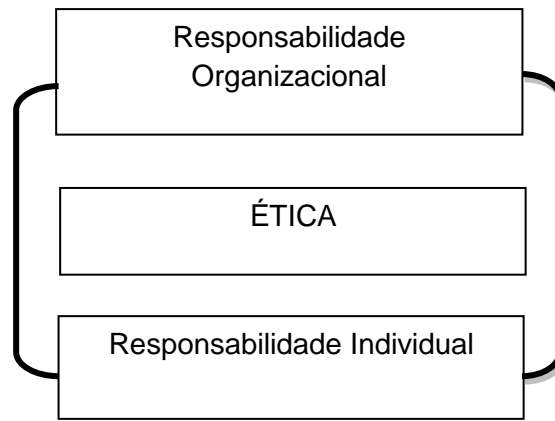 Responsabilidade
Organizacional
ÉTICA
Responsabilidade Individual